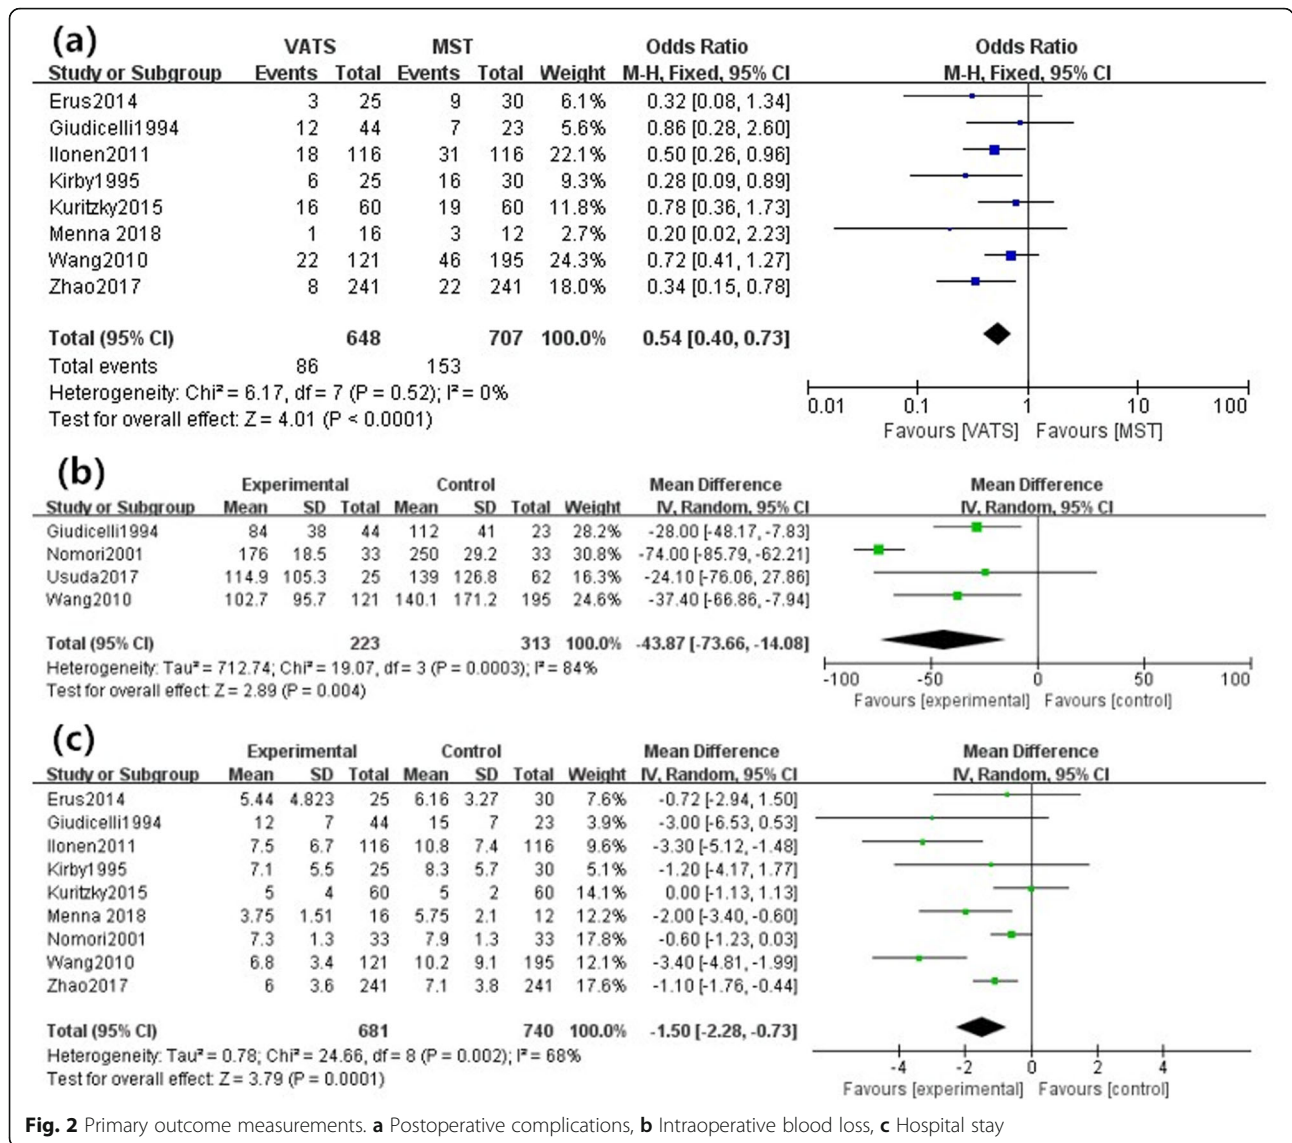 (a)
VATS MST Odds Ratio Odds Ratio
Study or Subgroup Events Total Events Total Weight M-H, Fixed, 95% CI M-H, Fixed, 95% CI
Erus2014 3 25 9 30 6.1% 0.32 [0.08, 1.34]
Giudicelli1994 12 44 7 23 5.6% 0.86 [0.28, 2.60]
Ilonen2011 18 116 31 116 22.1% 0.50 [0.26, 0.96]
Kirby1995 6 25 16 30 9.3% 0.28 [0.09, 0.89]
Kuritzky2015 16 60 19 60 11.8% 0.78 [0.36, 1.73]
Menna 2018 1 16 3 12 2.7% 0.20 [0.02, 2.23]
Wang2010 22 121 46 195 24.3% 0.72 [0.41, 1.27]
Zhao2017 8 241 22 241 18.0% 0.34 [0.15, 0.78]
Total (95% CI) 648 707 100.0% 0.54 [0.40, 0.73]
Total events 86 153
Heterogeneity: Chi² = 6.17, df = 7 (P = 0.52); I² = 0%
Test for overall effect: Z = 4.01 (P < 0.0001)
0.01 0.1 1 10 100
Favours [VATS] Favours [MST]
(b)
Experimental Control Mean Difference Mean Difference
Study or Subgroup Mean SD Total Mean SD Total Weight IV, Random, 95% CI IV, Random, 95% CI
Giudicelli1994 84 38 44 112 41 23 28.2% -28.00 [-48.17, -7.83]
Nomori2001 176 18.5 33 250 29.2 33 30.8% -74.00 [-85.79, -62.21]
Usuda2017 114.9 105.3 25 139 126.8 62 16.3% -24.10 [-76.06, 27.86]
Wang2010 102.7 95.7 121 140.1 171.2 195 24.6% -37.40 [-66.86, -7.94]
Total (95% CI) 223 313 100.0% -43.87 [-73.66, -14.08]
Heterogeneity: Tau² = 712.74; Chi² = 19.07, df = 3 (P = 0.0003); I² = 84%
Test for overall effect: Z = 2.89 (P = 0.004)
-100 -50 0 50 100
Favours [experimental] Favours [control]
(c)
Experimental Control Mean Difference Mean Difference
Study or Subgroup Mean SD Total Mean SD Total Weight IV, Random, 95% CI IV, Random, 95% CI
Erus2014 5.44 4.823 25 6.16 3.27 30 7.6% -0.72 [-2.94, 1.50]
Giudicelli1994 12 7 44 15 7 23 3.9% -3.00 [-6.53, 0.53]
Ilonen2011 7.5 6.7 116 10.8 7.4 116 9.6% -3.30 [-5.12, -1.48]
Kirby1995 7.1 5.5 25 8.3 5.7 30 5.2% -1.20 [-4.17, 1.77]
Kuritzky2015 5 4 60 5 2 60 14.1% 0.00 [-1.13, 1.13]
Menna 2018 3.75 1.51 16 5.75 2.1 12 12.2% -2.00 [-3.40, -0.60]
Nomori2001 7.3 1.3 33 7.9 1.3 33 17.8% -0.60 [-1.23, 0.03]
Wang2010 6.8 3.4 121 10.2 9.1 195 12.1% -3.40 [-4.81, -1.99]
Zhao2017 6 3.6 241 7.1 3.8 241 17.6% -1.10 [-1.76, -0.44]
Total (95% CI) 681 740 100.0% -1.50 [-2.28, -0.73]
Heterogeneity: Tau² = 0.78; Chi² = 24.66, df = 8 (P = 0.002); I² = 68%
Test for overall effect: Z = 3.79 (P = 0.0001)
-4 -2 0 2 4
Favours [experimental] Favours [control]
Fig. 2 Primary outcome measurements. a Postoperative complications, b Intraoperative blood loss, c Hospital stay